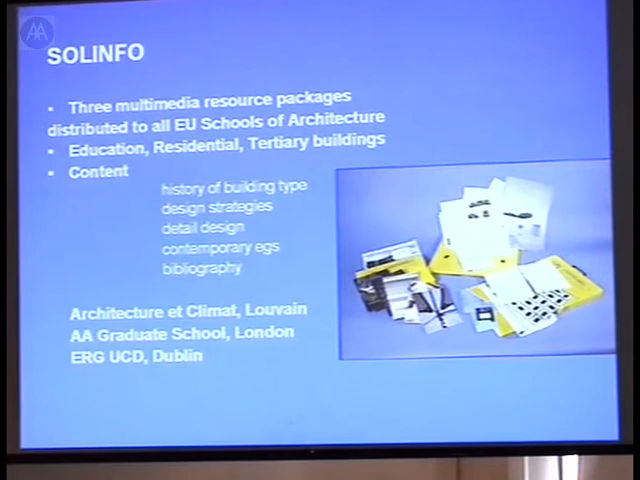 AA
SOLINFO
• Three multimedia resource packages
distributed to all EU Schools of Architecture
• Education, Residential, Tertiary buildings
• Content
history of building type
design strategies
detail design
contemporary egs
bibliography
Architecture et Climat, Louvain
AA Graduate School, London
ERG UCD, Dublin